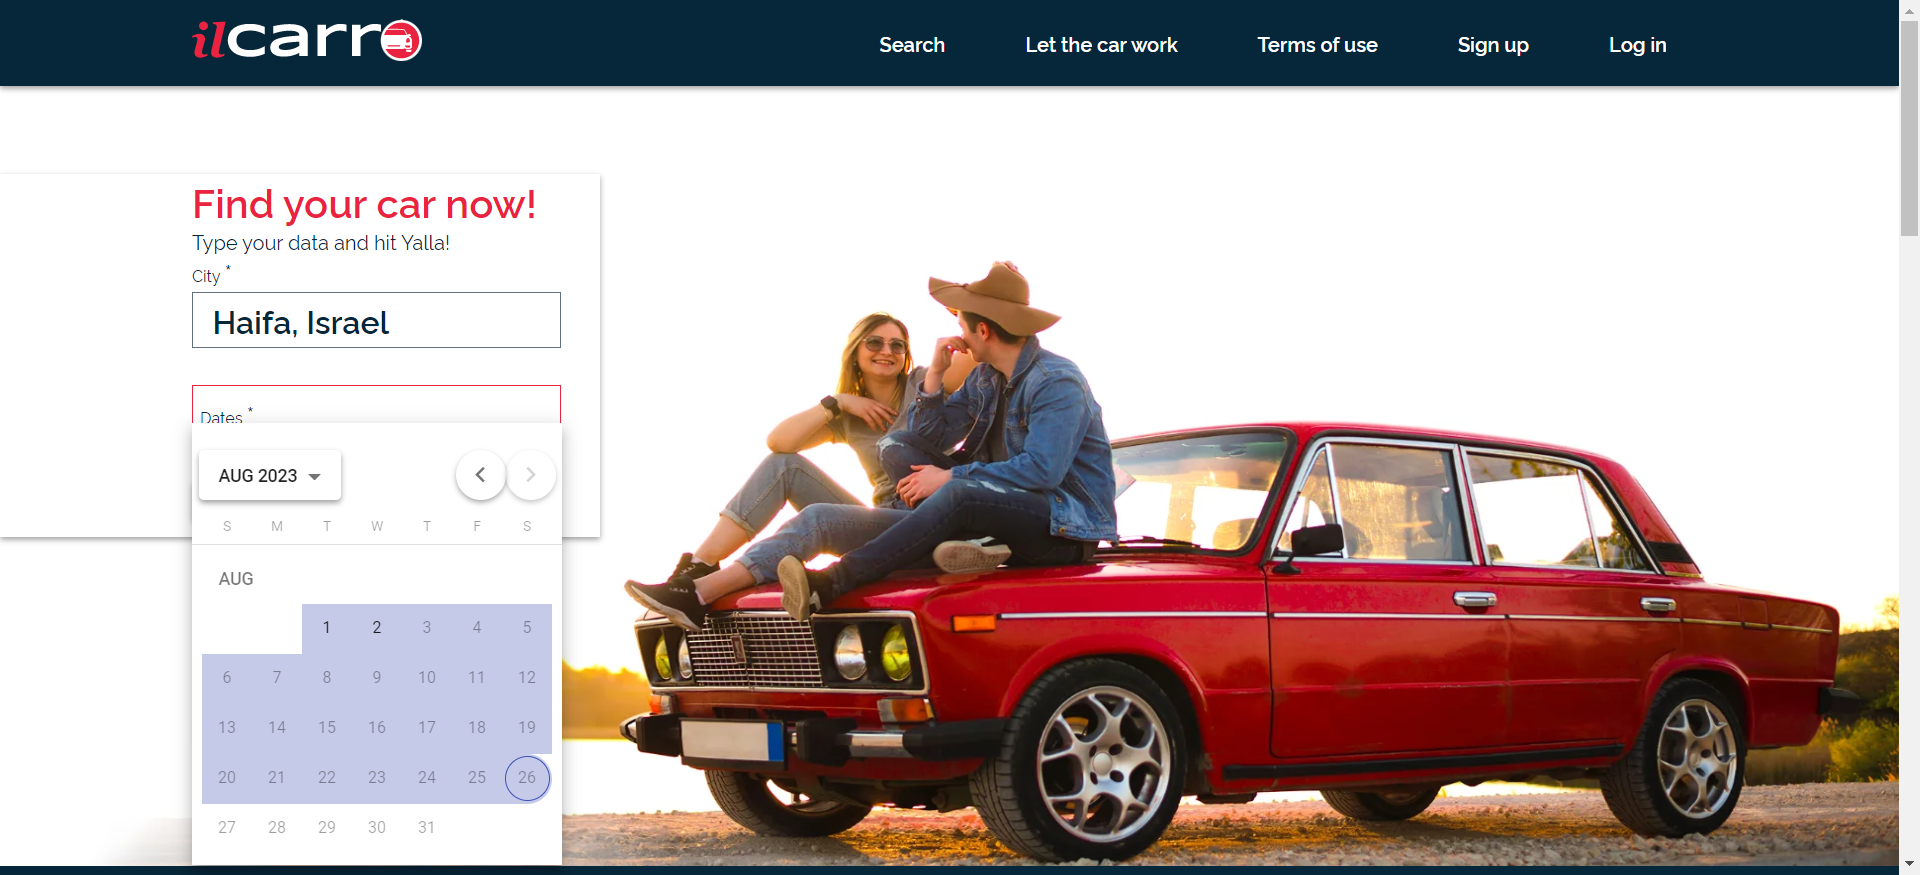 ilcarro
Search Let the car work Terms of use Sign up Log in
Find your car now!
Type your data and hit Yalla!
City *
Haifa, Israel
Dates *
AUG 2023
S M T W T F S
AUG
1 2 3 4 5
6 7 8 9 10 11 12
13 14 15 16 17 18 19
20 21 22 23 24 25 26
27 28 29 30 31